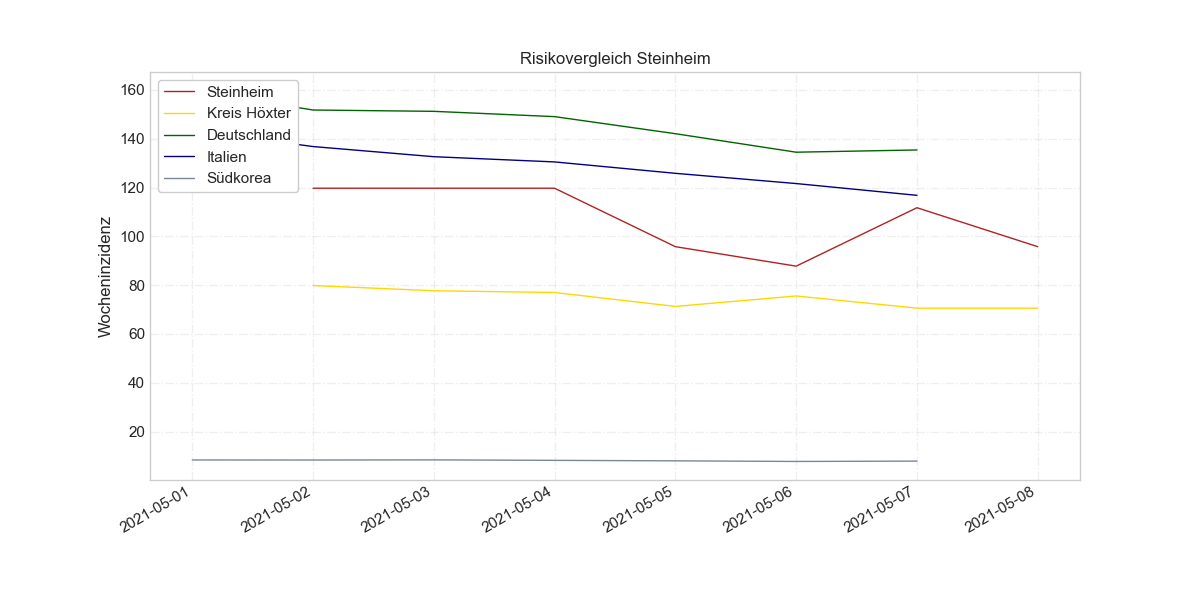 Risikovergleich Steinheim
Steinheim
Kreis Höxter
Deutschland
Italien
Südkorea
Wocheninzidenz
160
140
120
100
80
60
40
20
2021-05-01
2021-05-02
2021-05-03
2021-05-04
2021-05-05
2021-05-06
2021-05-07
2021-05-08